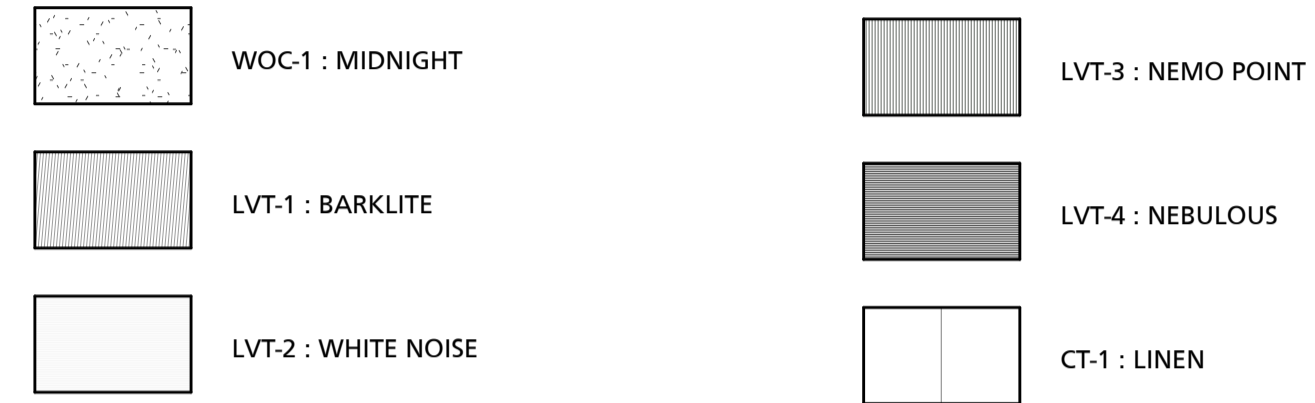 WOC-1 : MIDNIGHT
LVT-1 : BARKLITE
LVT-2 : WHITE NOISE
LVT-3 : NEMO POINT
LVT-4 : NEBULOUS
CT-1 : LINEN